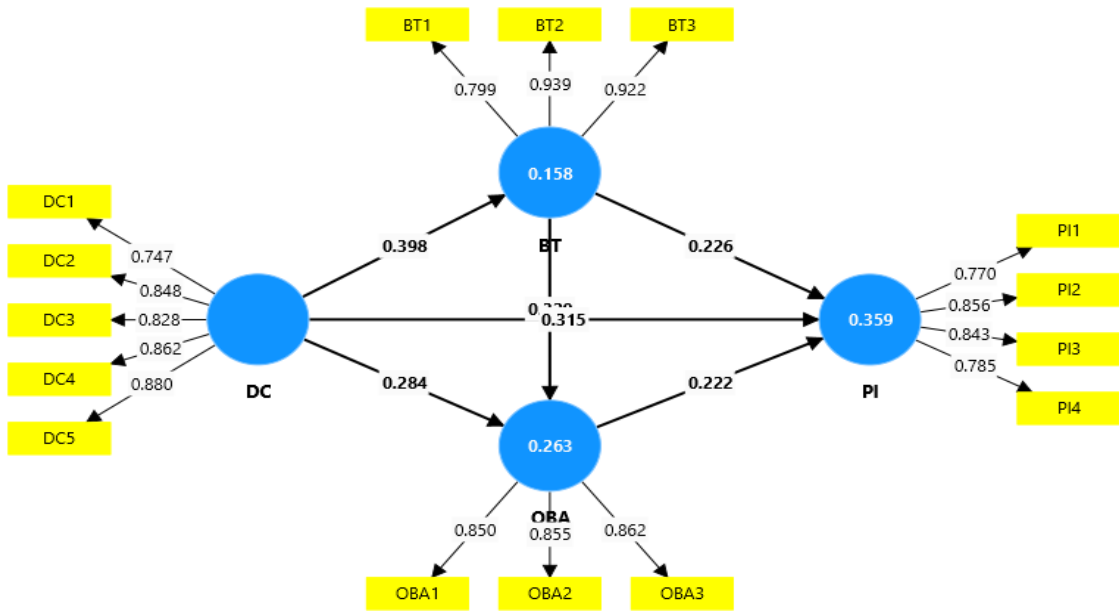 BT1
BT2
BT3
0.799
0.939
0.922
0.158
BT
DC1
DC2
DC3
DC4
DC5
0.747
0.848
0.828
0.862
0.880
DC
0.398
0.226
0.315
0.284
0.222
0.359
PI
PI1
PI2
PI3
PI4
0.770
0.856
0.843
0.785
0.263
OBA
0.850
0.855
0.862
OBA1
OBA2
OBA3